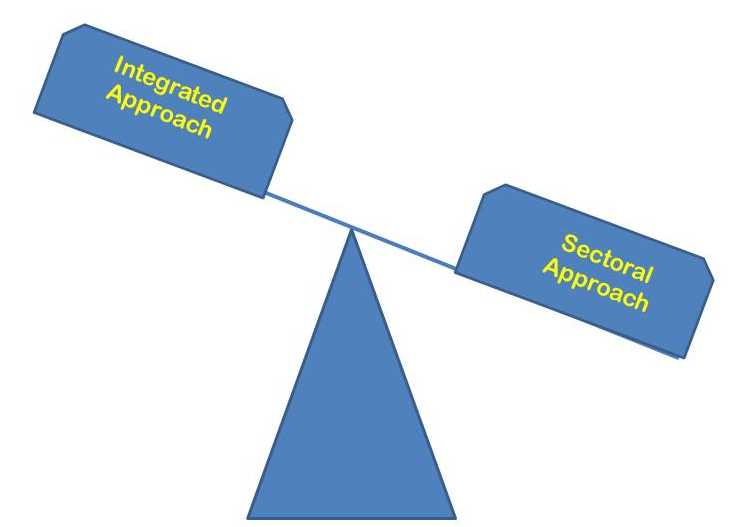 Integrated
Approach
Sectoral
Approach